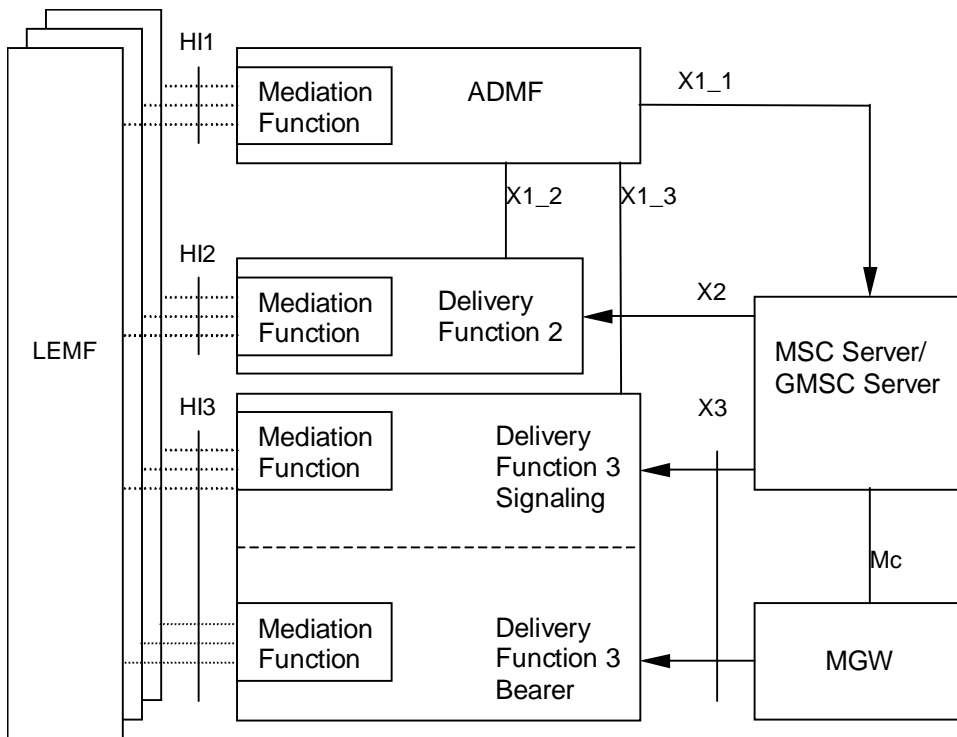 HI1
Mediation
Function
ADMF
X1_1
X1_2
X1_3
HI2
Mediation
Function
Delivery
Function 2
X2
LEMF
MSC Server/
GMSC Server
HI3
Mediation
Function
Delivery
Function 3
Signaling
X3
Mc
Mediation
Function
Delivery
Function 3
Bearer
MGW